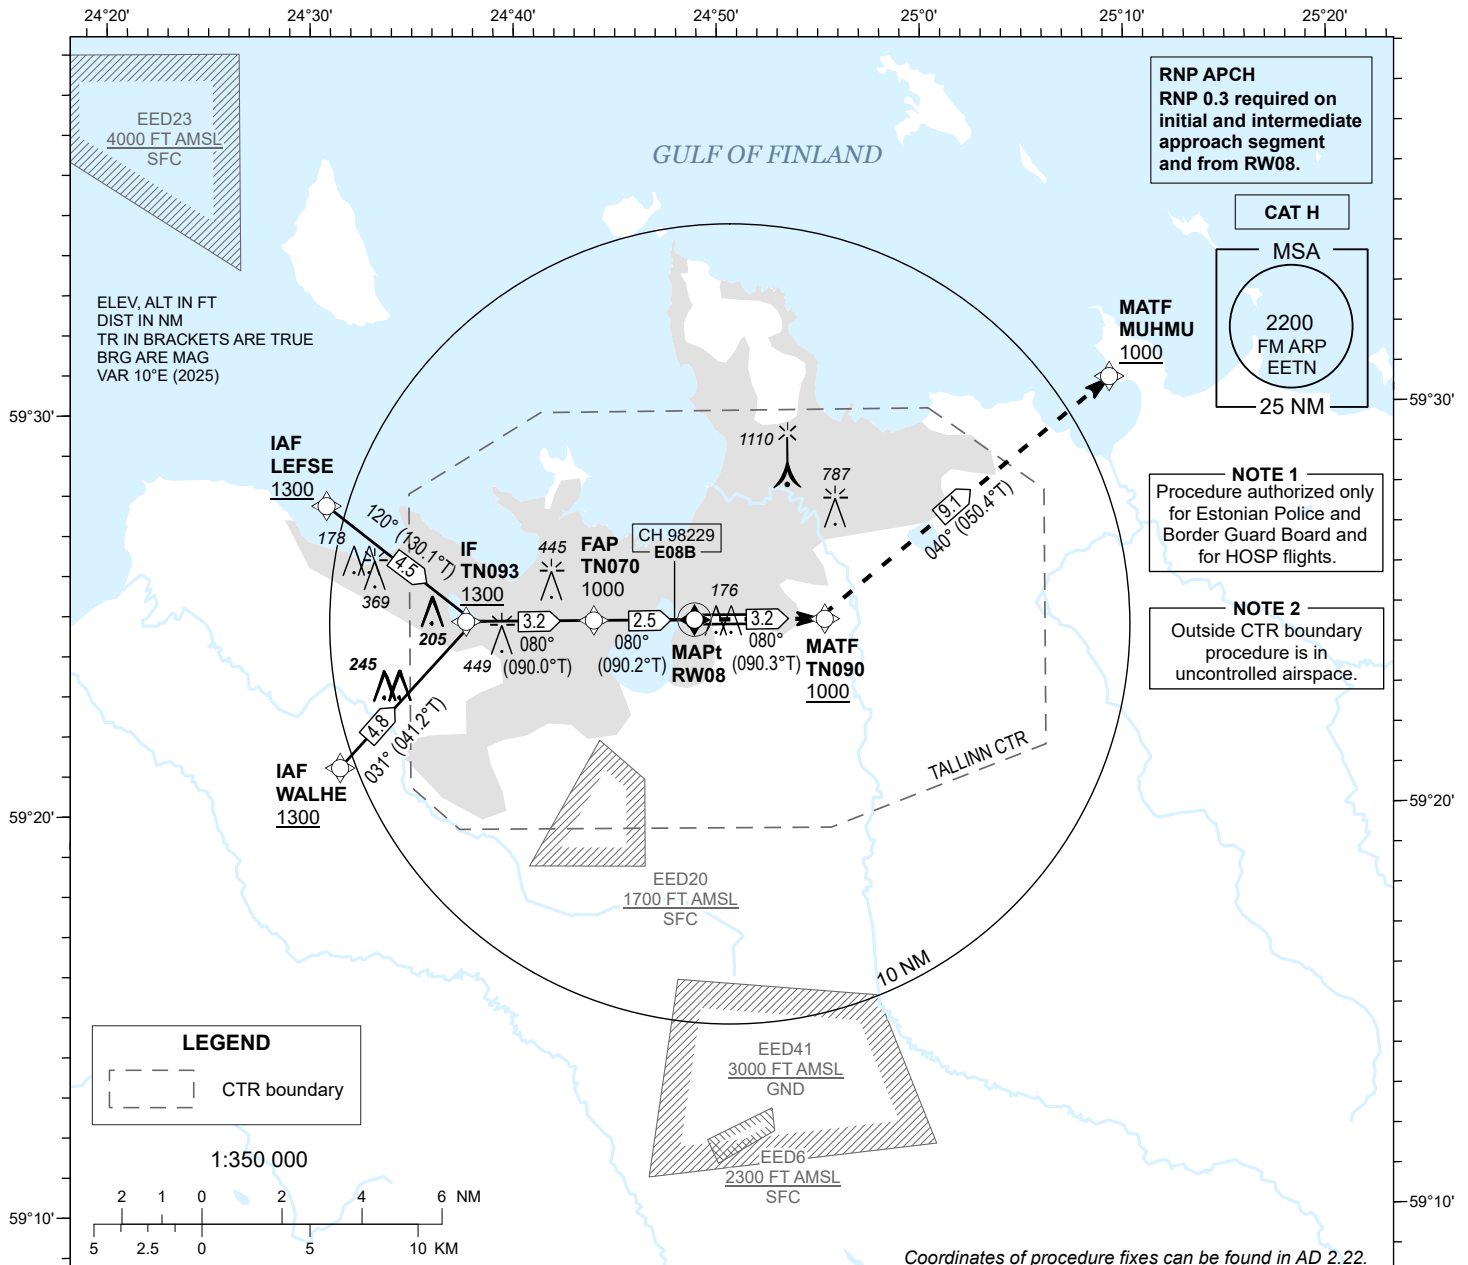 24°20'
24°30'
24°40'
24°50'
25°0'
25°10'
25°20'
RNP APCH
RNP 0.3 required on
initial and intermediate
approach segment
and from RW08.
CAT H
MSA
2200
FM ARP
EETN
25 NM
EED23
4000 FT AMSL
SFC
GULF OF FINLAND
ELEV, ALT IN FT
DIST IN NM
TR IN BRACKETS ARE TRUE
BRG ARE MAG
VAR 10°E (2025)
MATF
MUHMU
1000
59°30'
59°30'
IAF
LEFSE
1300
120° (130.1°T)
4.5
178
369
205
IF
TN093
1300
445
FAP
TN070
1000
CH 98229
E08B
1110
787
9.1
040° (050.4°T)
NOTE 1
Procedure authorized only
for Estonian Police and
Border Guard Board and
for HOSP flights.
NOTE 2
Outside CTR boundary
procedure is in
uncontrolled airspace.
176
3.2
2.5
3.2
449
080°
(090.0°T)
080°
(090.2°T)
MAPt
RW08
080°
(090.3°T)
MATF
TN090
1000
245
4.8
031° (041.2°T)
IAF
WALHE
1300
TALLINN CTR
59°20'
59°20'
EED20
1700 FT AMSL
SFC
10 NM
EED41
3000 FT AMSL
GND
EED6
2300 FT AMSL
SFC
LEGEND
CTR boundary
1:350 000
2 1 0 2 4 6 NM
5 2.5 0 5 10 KM
59°10'
59°10'
Coordinates of procedure fixes can be found in AD 2.22.